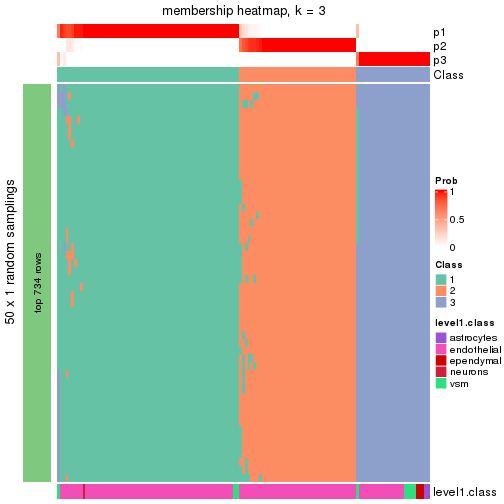 membership heatmap, k = 3
p1
p2
p3
Class
50 x 1 random samplings
top 734 rows
Prob
1
0.5
0
Class
1
2
3
level1.class
astrocytes
endothelial
ependymal
neurons
vsm
level1.class